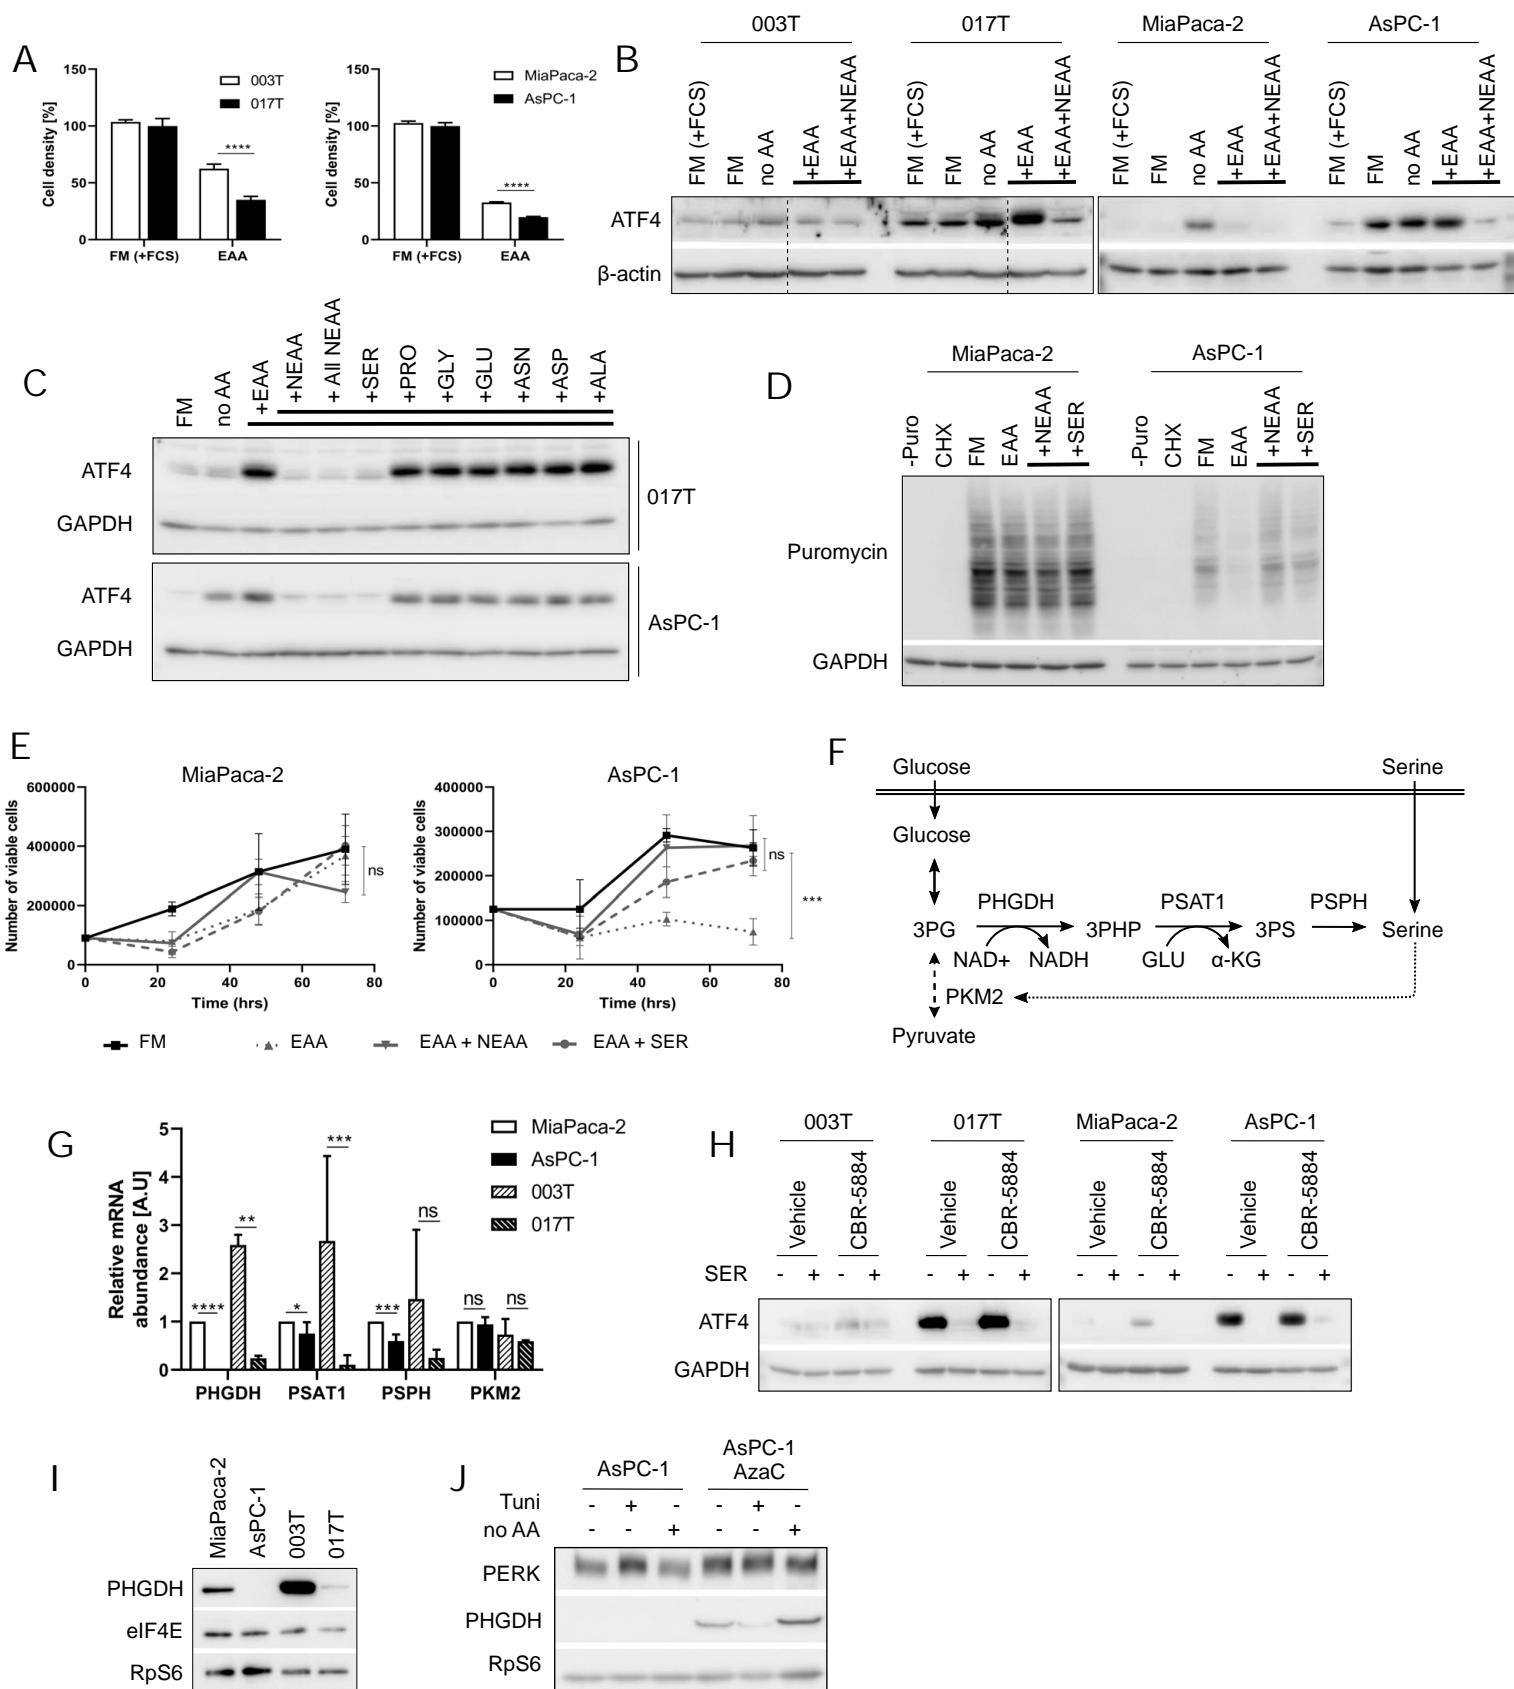 A
150
100
50
0
Cell density [%]
FM (+FCS)
EAA
****
003T
017T
150
100
50
0
Cell density [%]
FM (+FCS)
EAA
****
MiaPaca-2
AsPC-1
B
003T
017T
MiaPaca-2
AsPC-1
FM (+FCS)
FM
no AA
+EAA
+EAA+NEAA
FM (+FCS)
FM
no AA
+EAA
+EAA+NEAA
FM (+FCS)
FM
no AA
+EAA
+EAA+NEAA
FM (+FCS)
FM
no AA
+EAA
+EAA+NEAA
ATF4
β-actin
C
FM
no AA
+EAA
+NEAA
+ All NEAA
+SER
+PRO
+GLY
+GLU
+ASN
+ASP
+ALA
ATF4
GAPDH
017T
ATF4
GAPDH
AsPC-1
D
MiaPaca-2
AsPC-1
-Puro
CHX
FM
EAA
+NEAA
+SER
-Puro
CHX
FM
EAA
+NEAA
+SER
Puromycin
GAPDH
E
MiaPaca-2
Number of viable cells
600000
400000
200000
0
0 20 40 60 80
Time (hrs)
ns
AsPC-1
Number of viable cells
400000
300000
200000
100000
0
0 20 40 60 80
Time (hrs)
ns
***
FM
EAA
EAA + NEAA
EAA + SER
F
Glucose
Serine
Glucose
PHGDH
PSAT1
PSPH
3PG
3PHP
3PS
Serine
NAD+
NADH
GLU
α-KG
PKM2
Pyruvate
G
Relative mRNA
abundance [A.U]
5
4
3
2
1
0
****
**
*
***
***
ns
ns
ns
PHGDH
PSAT1
PSPH
PKM2
MiaPaca-2
AsPC-1
003T
017T
H
003T
017T
MiaPaca-2
AsPC-1
Vehicle
CBR-5884
Vehicle
CBR-5884
Vehicle
CBR-5884
Vehicle
CBR-5884
SER - + - + - + - + - + - + - + - +
ATF4
GAPDH
I
MiaPaca-2
AsPC-1
003T
017T
PHGDH
eIF4E
RpS6
J
AsPC-1
AsPC-1
AzaC
Tuni - + - - + -
no AA - - + - - +
PERK
PHGDH
RpS6